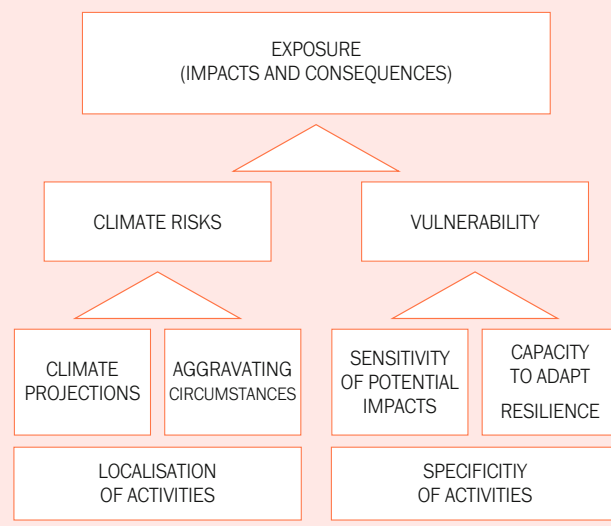 EXPOSURE
(IMPACTS AND CONSEQUENCES)
CLIMATE RISKS
VULNERABILITY
CLIMATE
PROJECTIONS
AGGRAVATING
CIRCUMSTANCES
SENSITIVITY
OF POTENTIAL
IMPACTS
CAPACITY
TO ADAPT
RESILIENCE
LOCALISATION
OF ACTIVITIES
SPECIFICITIY
OF ACTIVITIES